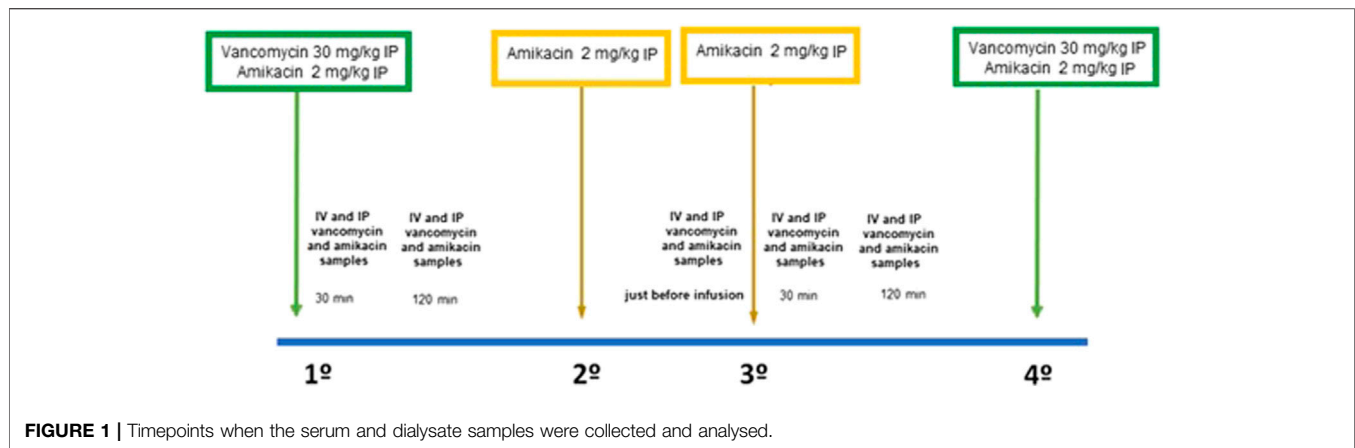 Vancomycin 30 mg/kg IP
Amikacin 2 mg/kg IP
Amikacin 2 mg/kg IP
Amikacin 2 mg/kg IP
Vancomycin 30 mg/kg IP
Amikacin 2 mg/kg IP
IV and IP
vancomycin
and amikacin
samples
30 min
IV and IP
vancomycin
and amikacin
samples
120 min
IV and IP
vancomycin
and amikacin
samples
just before infusion
IV and IP
vancomycin
and amikacin
samples
30 min
IV and IP
vancomycin
and amikacin
samples
120 min
1º
2º
3º
4º
FIGURE 1 | Timepoints when the serum and dialysate samples were collected and analysed.